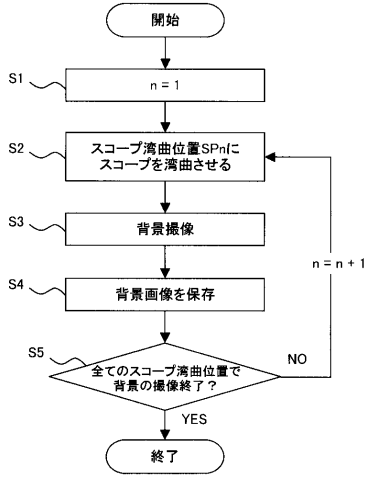 開始
S1
n = 1
S2
スコープ湾曲位置SPnに
スコープを湾曲させる
S3
背景撮像
n = n + 1
S4
背景画像を保存
S5
全てのスコープ湾曲位置で
背景の撮像終了？
NO
YES
終了